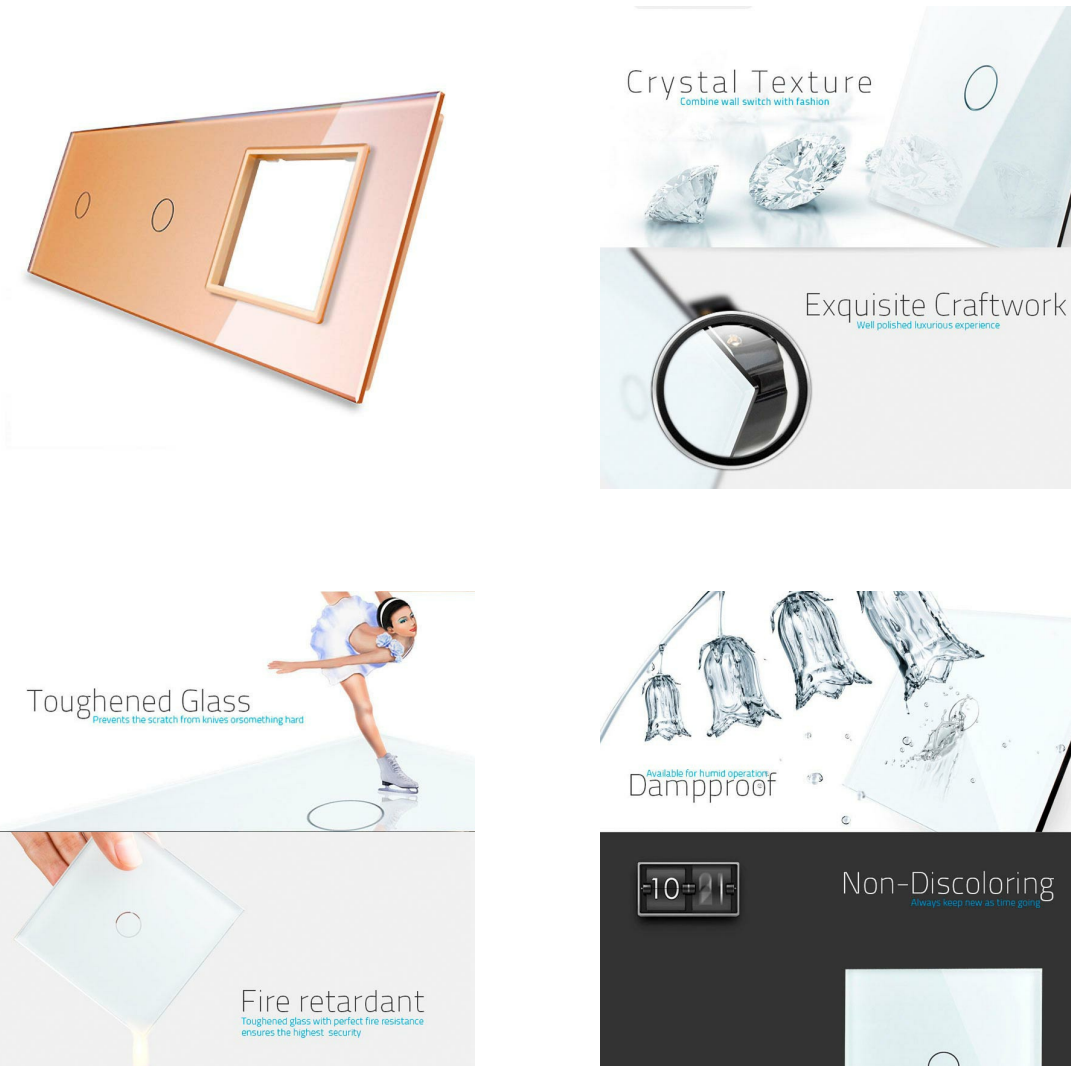 Crystal Texture
Combine wall switch with fashion
Exquisite Craftwork
Well polished luxurious experience
Toughened Glass
Prevents the scratch from knives orsomething hard
Available for humid operation
Dampproof
10 21
Non-Discoloring
Always keep new as time going
Fire retardant
Toughened glass with perfect fire resistance
ensures the highest security